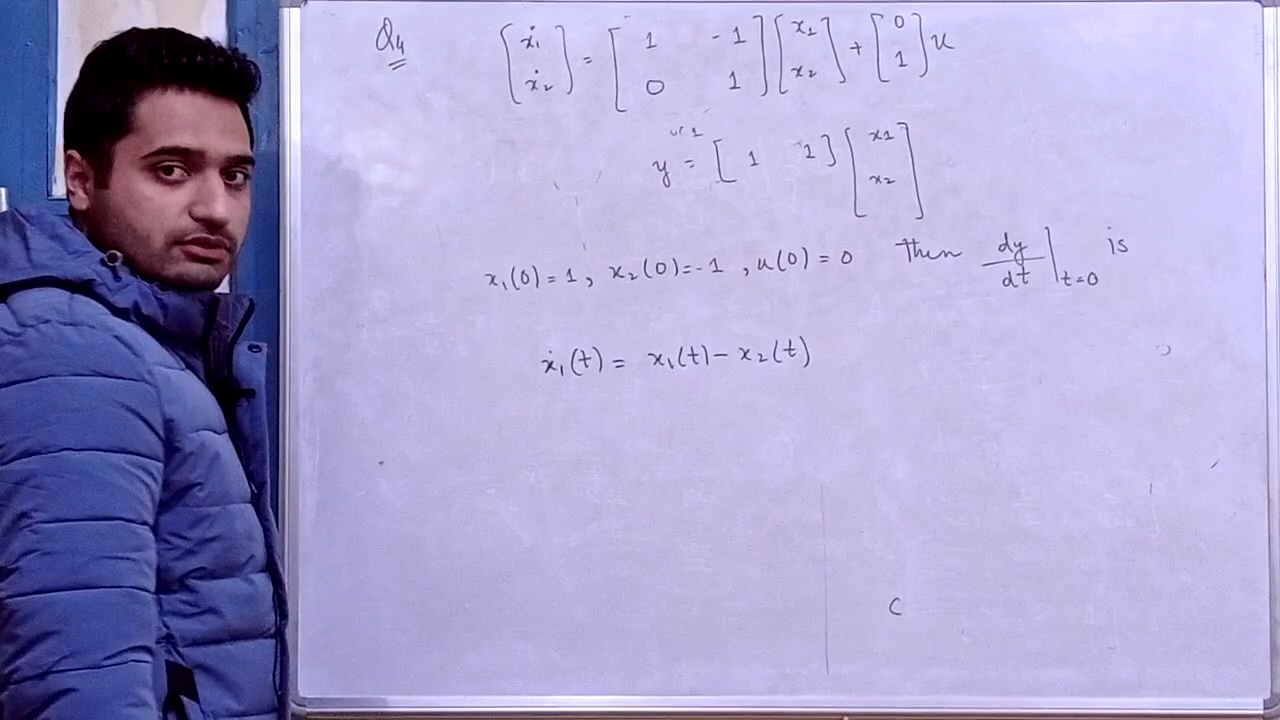 Q4 [ẋ1 ẋ2] = [1 -1 0 1] [x1 x2] + [0 1] u
y = [1 1] [x1 x2]
x1(0) = 1, x2(0) = -1, u(0) = 0 Then dy/dt |t=0 is
ẋ1(t) = x1(t) - x2(t)
C